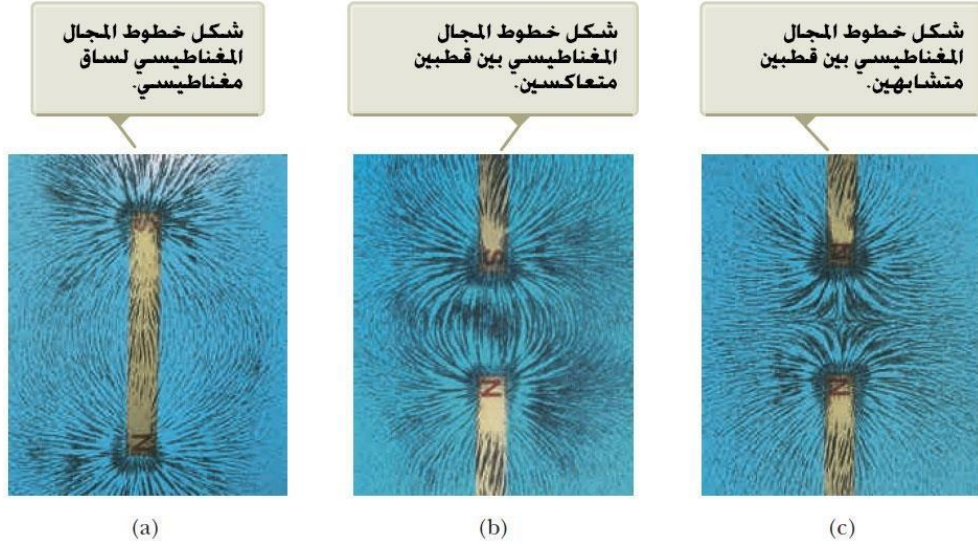 شكل خطوط المجال
المغناطيسي لساق
مغناطيسي.
شكل خطوط المجال
المغناطيسي بين قطبين
متعاكسين.
شكل خطوط المجال
المغناطيسي بين قطبين
متشابهين.
S
N
S
N
N
N
(a)
(b)
(c)